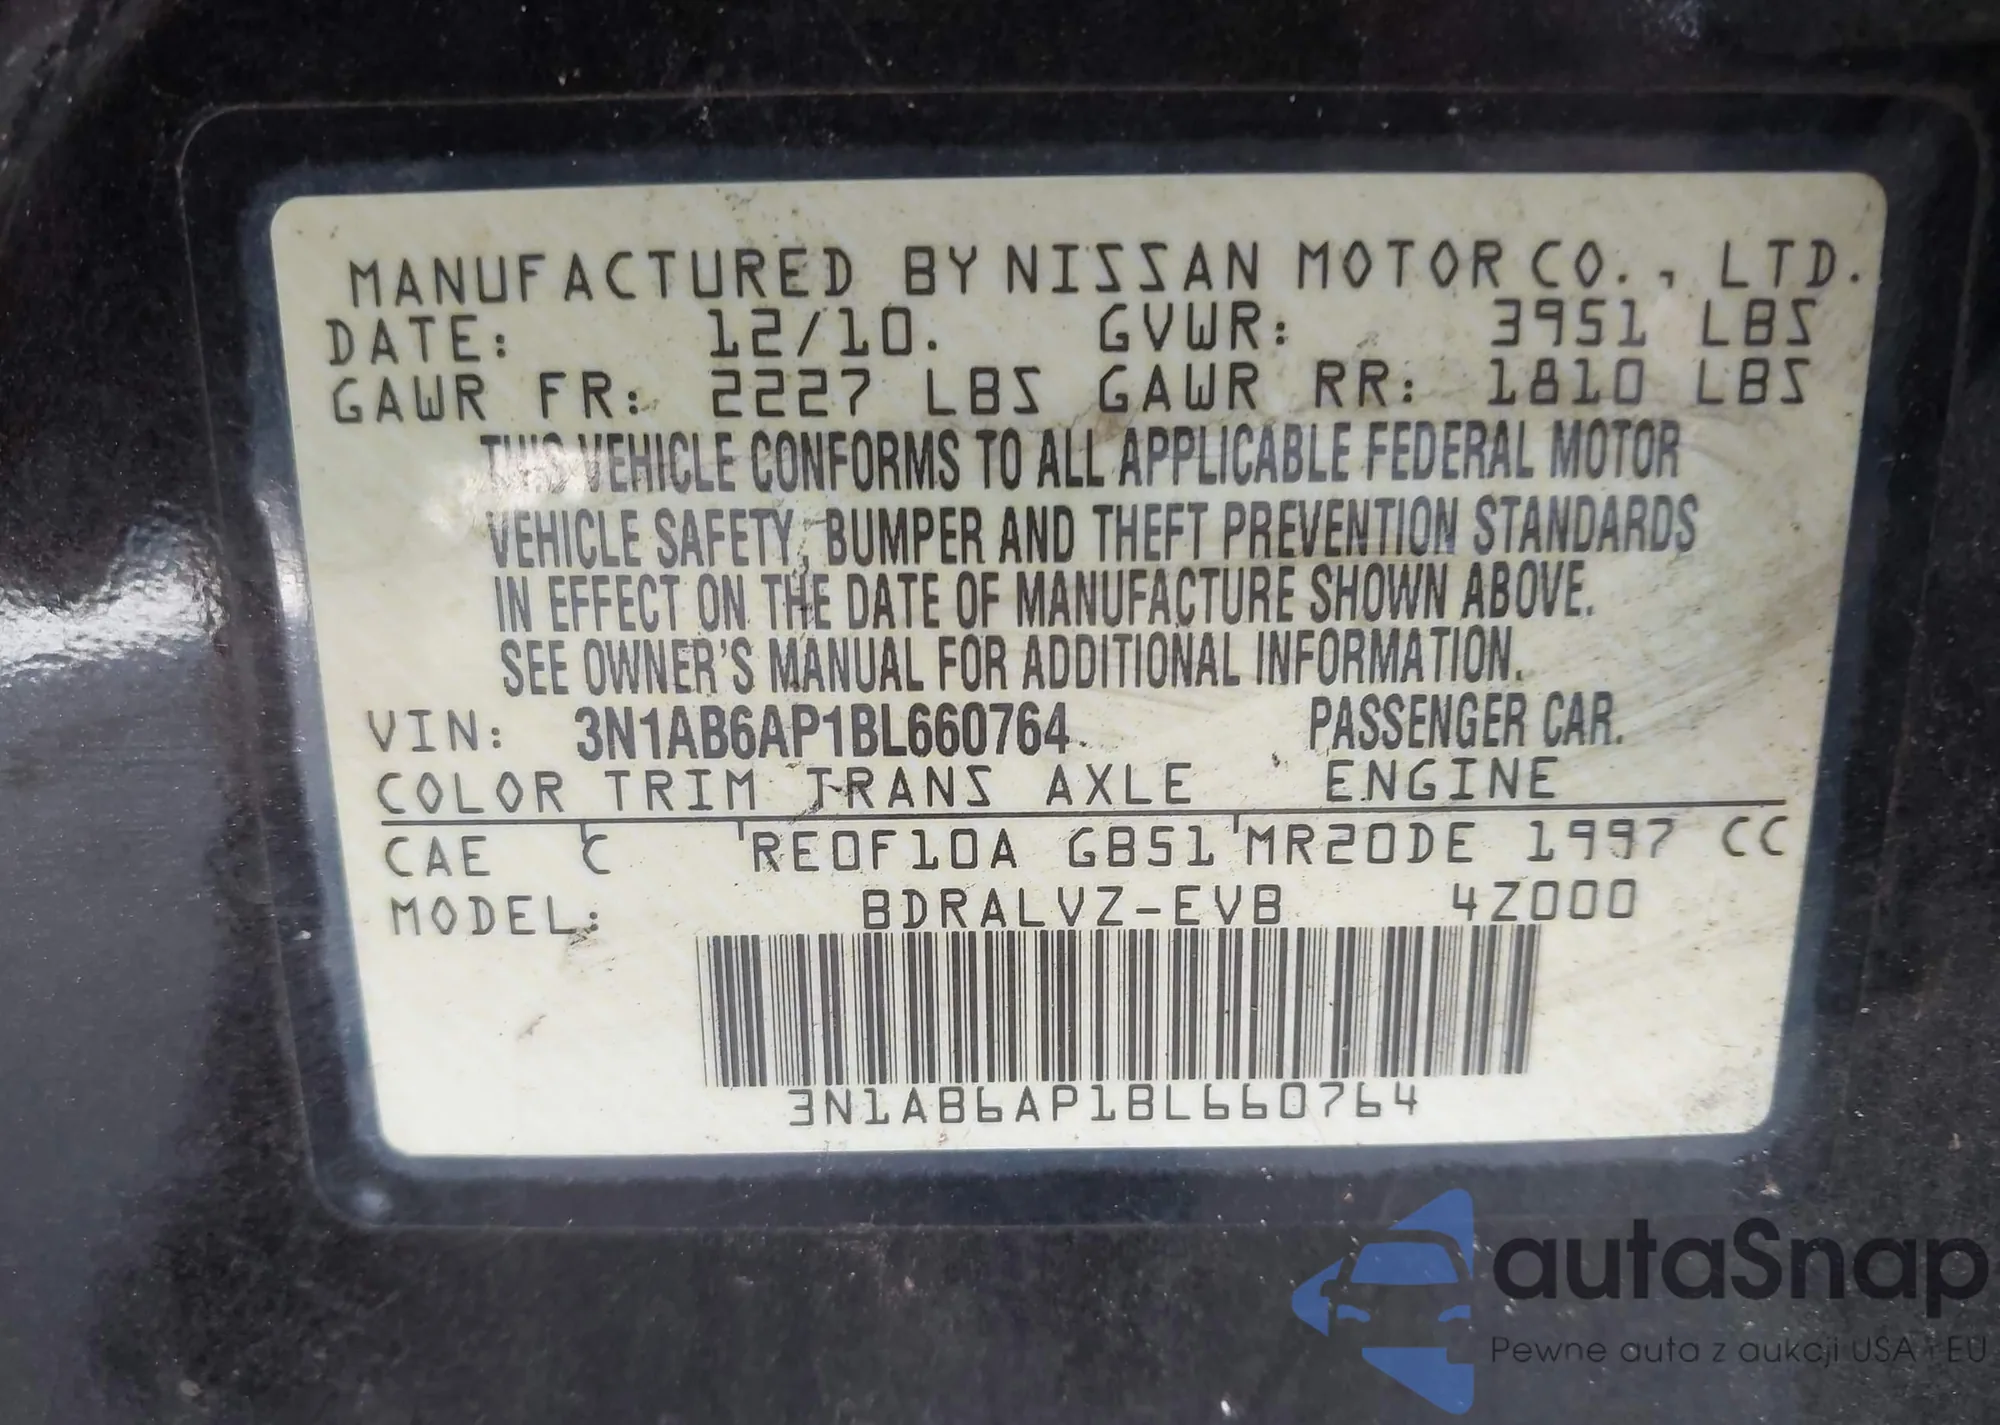 MANUFACTURED BY NISSAN MOTOR CO., LTD.
DATE: 12/10. GVWR: 3951 LBS
GAWR FR: 2227 LBS GAWR RR: 1810 LBS
THIS VEHICLE CONFORMS TO ALL APPLICABLE FEDERAL MOTOR
VEHICLE SAFETY, BUMPER AND THEFT PREVENTION STANDARDS
IN EFFECT ON THE DATE OF MANUFACTURE SHOWN ABOVE.
SEE OWNER'S MANUAL FOR ADDITIONAL INFORMATION.
VIN: 3N1AB6AP1BL660764 PASSENGER CAR.
COLOR TRIM TRANS AXLE ENGINE
CAE C RE0F10A GB51 MR20DE 1997 CC
MODEL: BDRALVZ-EVB 4Z000
3N1AB6AP1BL660764
autaSnap
Pewne auta z aukcji USA i EU